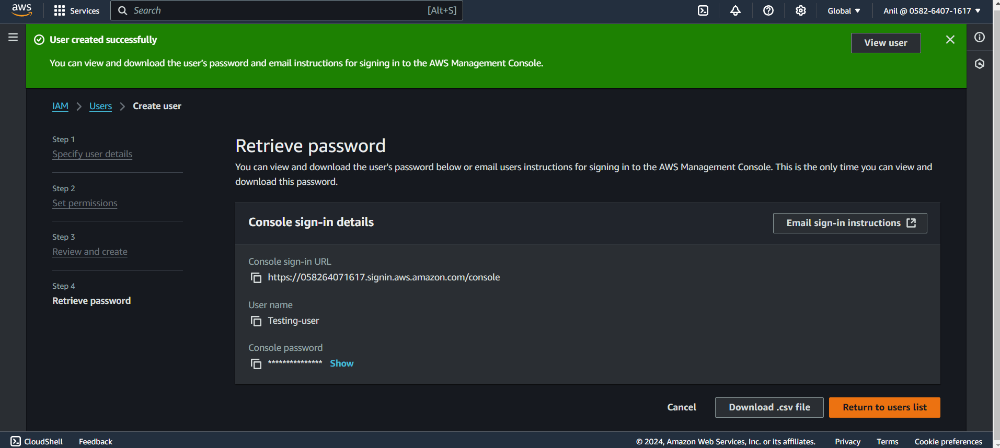 aws
Services
Search
[Alt+S]
Global
Anil @ 0582-6407-1617
User created successfully
View user
You can view and download the user's password and email instructions for signing in to the AWS Management Console.
IAM
Users
Create user
Step 1
Specify user details
Step 2
Set permissions
Step 3
Review and create
Step 4
Retrieve password
Retrieve password
You can view and download the user's password below or email users instructions for signing in to the AWS Management Console. This is the only time you can view and
download this password.
Console sign-in details
Email sign-in instructions
Console sign-in URL
https://058264071617.signin.aws.amazon.com/console
User name
Testing-user
Console password
*************** Show
Cancel
Download .csv file
Return to users list
CloudShell
Feedback
© 2024, Amazon Web Services, Inc. or its affiliates.
Privacy
Terms
Cookie preferences